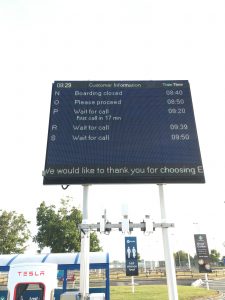 08:29 Customer Information Train Time
N Boarding closed 08:40
O Please proceed 08:50
P Wait for call 09:20
First call in 17 min
R Wait for call 09:39
S Wait for call 09:50
We would like to thank you for choosing E
TESLA